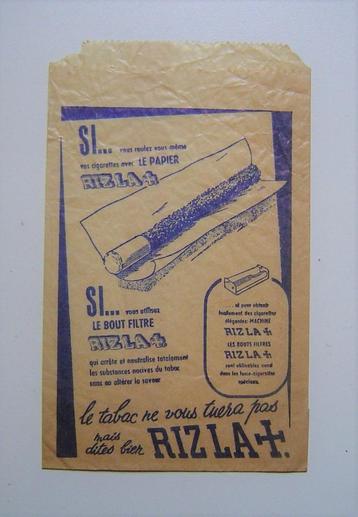 SI... vous roulez vous-même
vos cigarettes avec LE PAPIER
RIZLA+
SI... vous utilisez
LE BOUT FILTRE
RIZLA+
qui arrête et neutralise totalement
les substances nocives du tabac
sans en altérer la saveur
...et pour obtenir
facilement des cigarettes
élégantes: MACHINE
RIZLA+
LES BOUTS FILTRES
RIZLA+
sont utilisables aussi
dans les fume-cigarettes
spéciaux.
le tabac ne vous tuera pas
mais
dites bien RIZLA+.